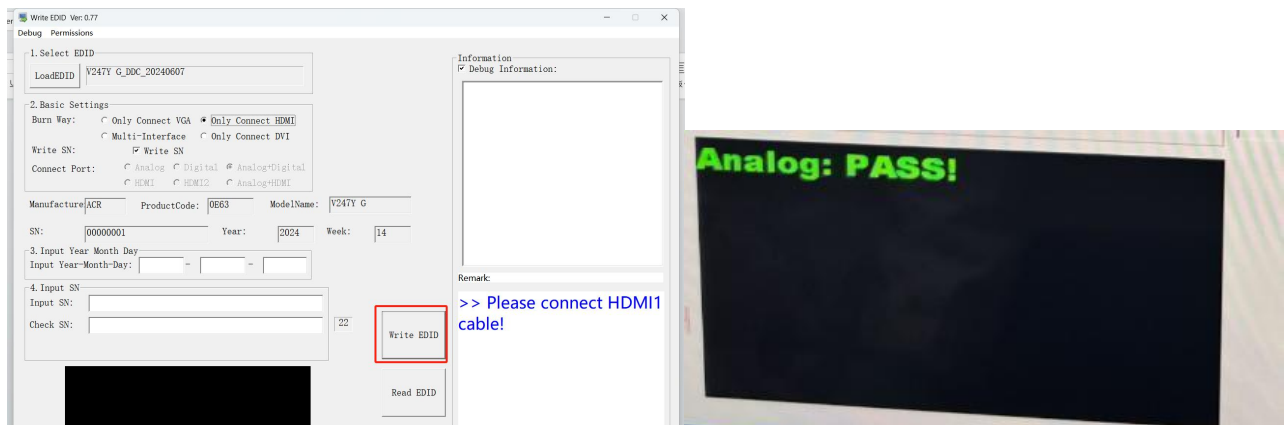 Write EDID Ver: 0.77
Debug Permissions
1.Select EDID
LoadEDID V247Y G_DDC_20240607
2.Basic Settings
Burn Way: Only Connect VGA Only Connect HDMI
Multi-Interface Only Connect DVI
Write SN: Write SN
Connect Port: Analog Digital Analog+Digital
HDMI HDMI2 Analog+HDMI
Manufacture ACR ProductCode: 0E63 ModelName: V247Y G
SN: 00000001 Year: 2024 Week: 14
3.Input Year Month Day
Input Year-Month-Day: - -
4.Input SN
Input SN:
Check SN: 22
Write EDID
Read EDID
Information
Debug Information:
Remark:
>> Please connect HDMI1
cable!
Analog: PASS!